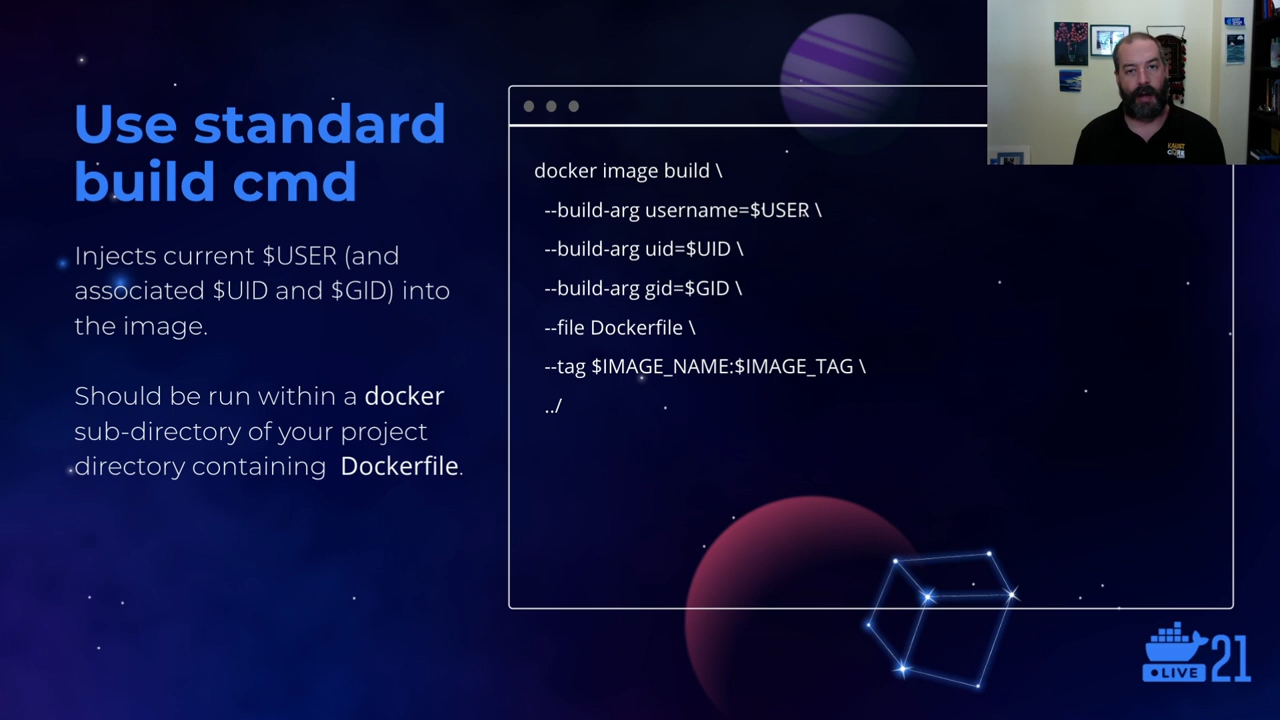 Use standard
build cmd
Injects current $USER (and
associated $UID and $GID) into
the image.
Should be run within a docker
sub-directory of your project
directory containing Dockerfile.
docker image build \
--build-arg username=$USER \
--build-arg uid=$UID \
--build-arg gid=$GID \
--file Dockerfile \
--tag $IMAGE_NAME:$IMAGE_TAG \
../
KAUST
CORE
LIVE 21